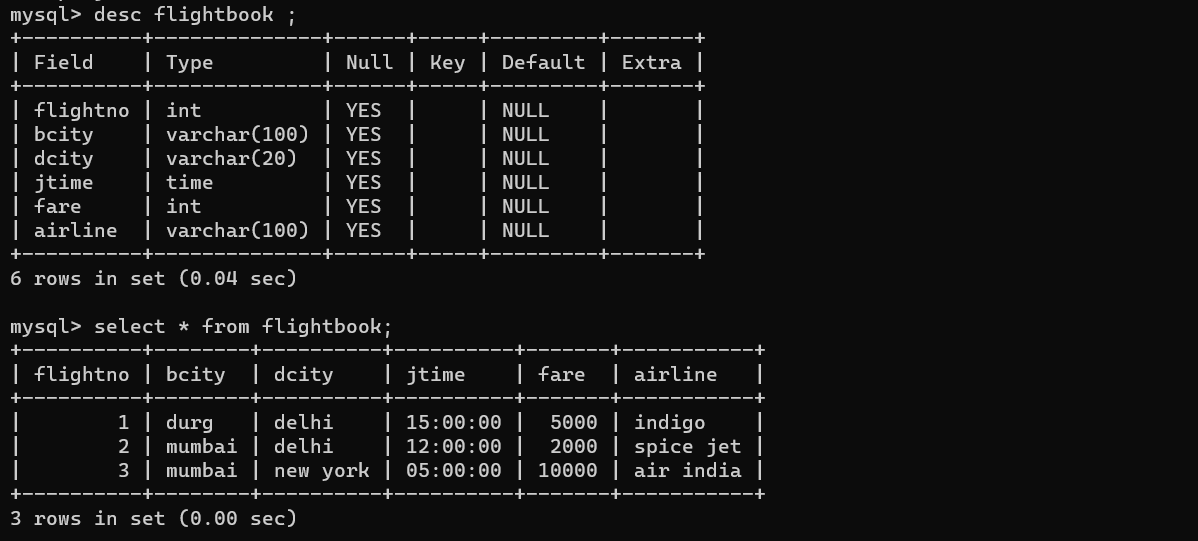 mysql> desc flightbook ;
+----------+--------------+------+-----+---------+-------+
| Field    | Type         | Null | Key | Default | Extra |
+----------+--------------+------+-----+---------+-------+
| flightno | int          | YES  |     | NULL    |       |
| bcity    | varchar(100) | YES  |     | NULL    |       |
| dcity    | varchar(20)  | YES  |     | NULL    |       |
| jtime    | time         | YES  |     | NULL    |       |
| fare     | int          | YES  |     | NULL    |       |
| airline  | varchar(100) | YES  |     | NULL    |       |
+----------+--------------+------+-----+---------+-------+
6 rows in set (0.04 sec)

mysql> select * from flightbook;
+----------+--------+----------+----------+-------+-----------+
| flightno | bcity  | dcity    | jtime    | fare  | airline   |
+----------+--------+----------+----------+-------+-----------+
|        1 | durg   | delhi    | 15:00:00 |  5000 | indigo    |
|        2 | mumbai | delhi    | 12:00:00 |  2000 | spice jet |
|        3 | mumbai | new york | 05:00:00 | 10000 | air india |
+----------+--------+----------+----------+-------+-----------+
3 rows in set (0.00 sec)